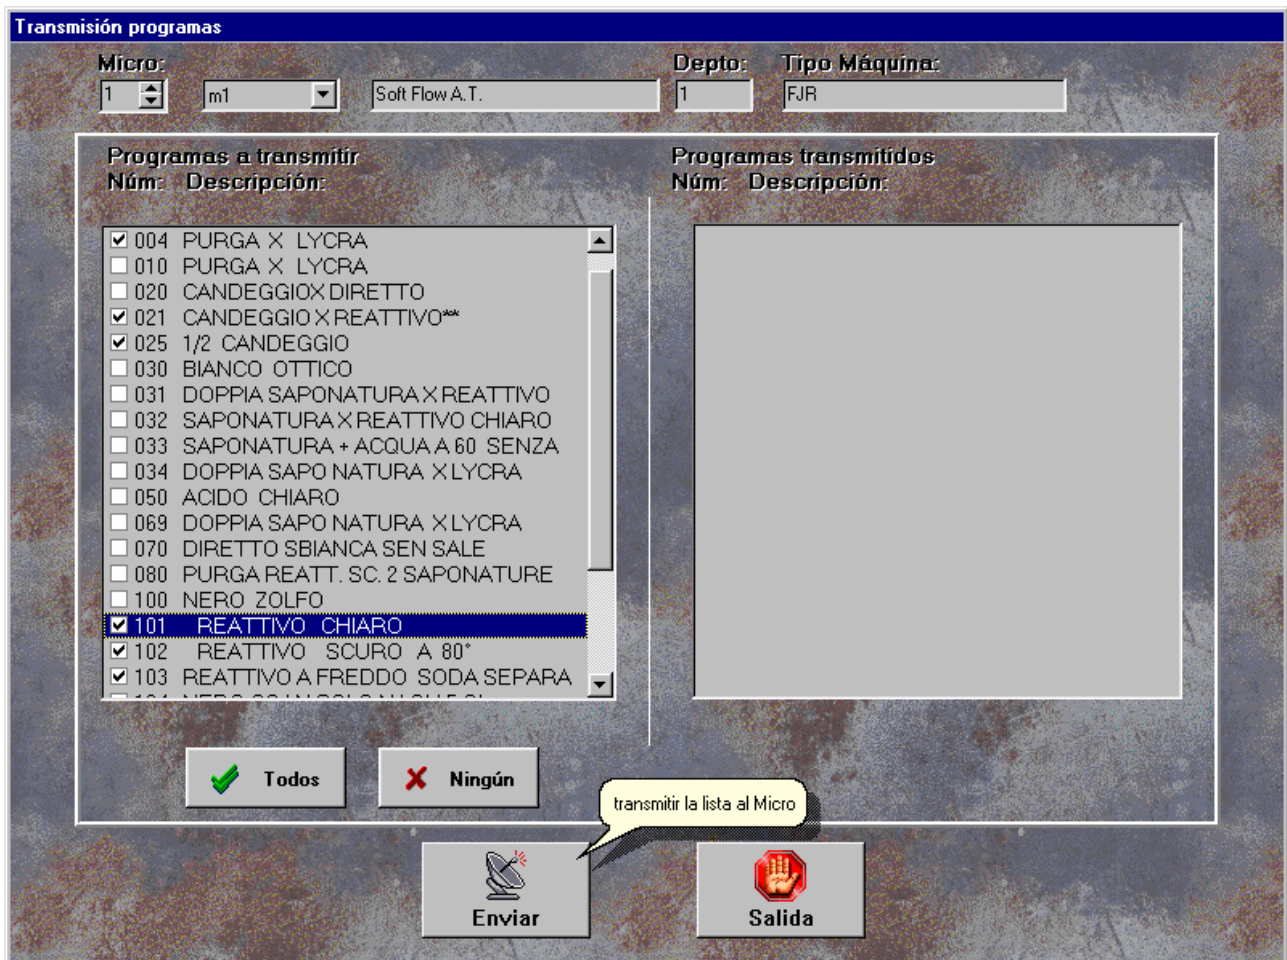 Transmisión programas
Micro: Depto: Tipo Máquina:
1 m1 Soft Flow A.T. 1 FJR
Programas a transmitir
Núm: Descripción:
004 PURGA X LYCRA
010 PURGA X LYCRA
020 CANDEGGIOX DIRETTO
021 CANDEGGIO X REATTIVO**
025 1/2 CANDEGGIO
030 BIANCO OTTICO
031 DOPPIA SAPONATURA X REATTIVO
032 SAPONATURA X REATTIVO CHIARO
033 SAPONATURA + ACQUA A 60 SENZA
034 DOPPIA SAPO NATURA X LYCRA
050 ACIDO CHIARO
069 DOPPIA SAPO NATURA X LYCRA
070 DIRETTO SBIANCA SEN SALE
080 PURGA REATT. SC. 2 SAPONATURE
100 NERO ZOLFO
101 REATTIVO CHIARO
102 REATTIVO SCURO A 80°
103 REATTIVO A FREDDO SODA SEPARA
Programas transmitidos
Núm: Descripción:
Todos
Ningún
transmitir la lista al Micro
Enviar
Salida